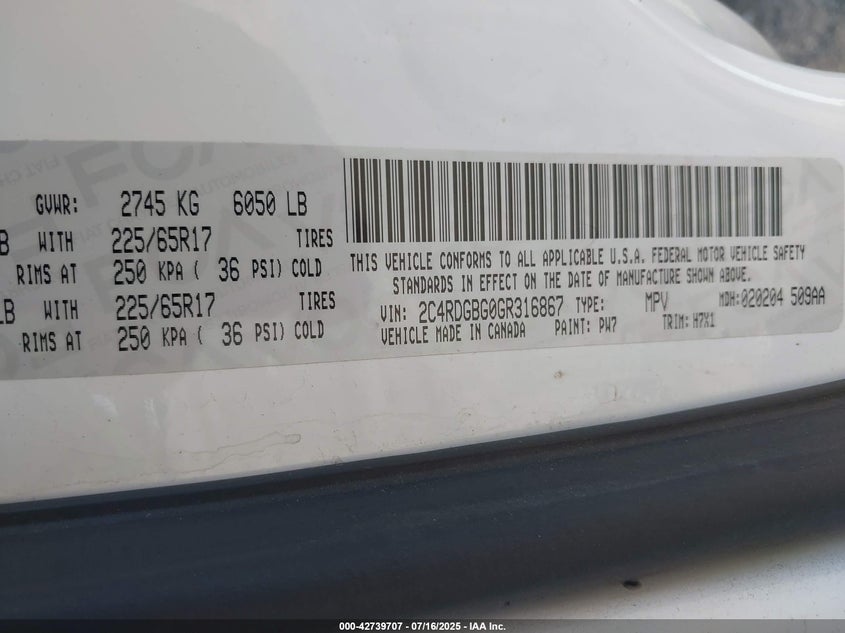 GVWR: 2745 KG 6050 LB
B WITH 225/65R17 TIRES
RIMS AT 250 KPA ( 36 PSI) COLD
LB WITH 225/65R17 TIRES
RIMS AT 250 KPA ( 36 PSI) COLD
THIS VEHICLE CONFORMS TO ALL APPLICABLE U.S.A. FEDERAL MOTOR VEHICLE SAFETY
STANDARDS IN EFFECT ON THE DATE OF MANUFACTURE SHOWN ABOVE.
VIN: 2C4RDGBG0GR316867 TYPE: MPV MDH: 020204 509AA
VEHICLE MADE IN CANADA PAINT: PW7 TRIM: H7X1
000-42739707 - 07/16/2025 - IAA Inc.